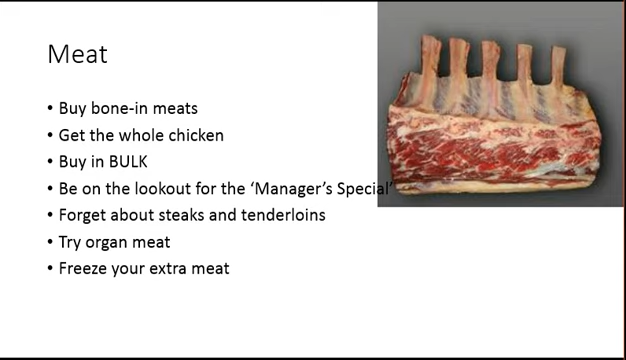 Meat
• Buy bone-in meats
• Get the whole chicken
• Buy in BULK
• Be on the lookout for the ‘Manager’s Special’
• Forget about steaks and tenderloins
• Try organ meat
• Freeze your extra meat